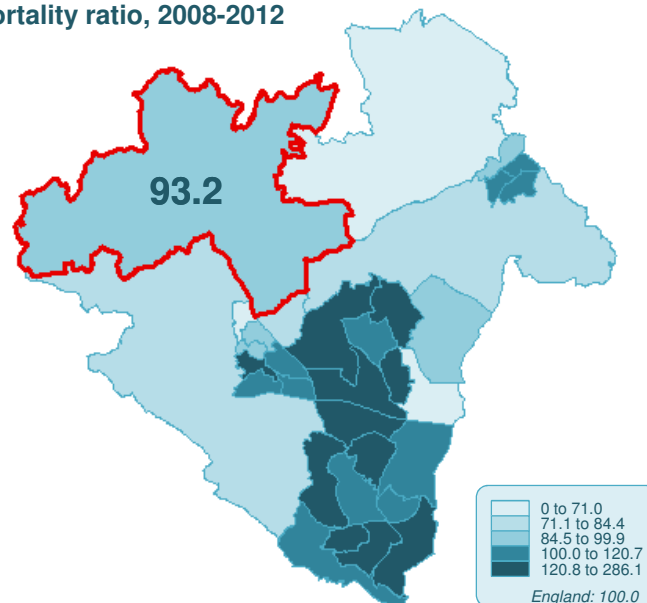 ortality ratio, 2008-2012
93.2
0 to 71.0
71.1 to 84.4
84.5 to 99.9
100.0 to 120.7
120.8 to 286.1
England: 100.0